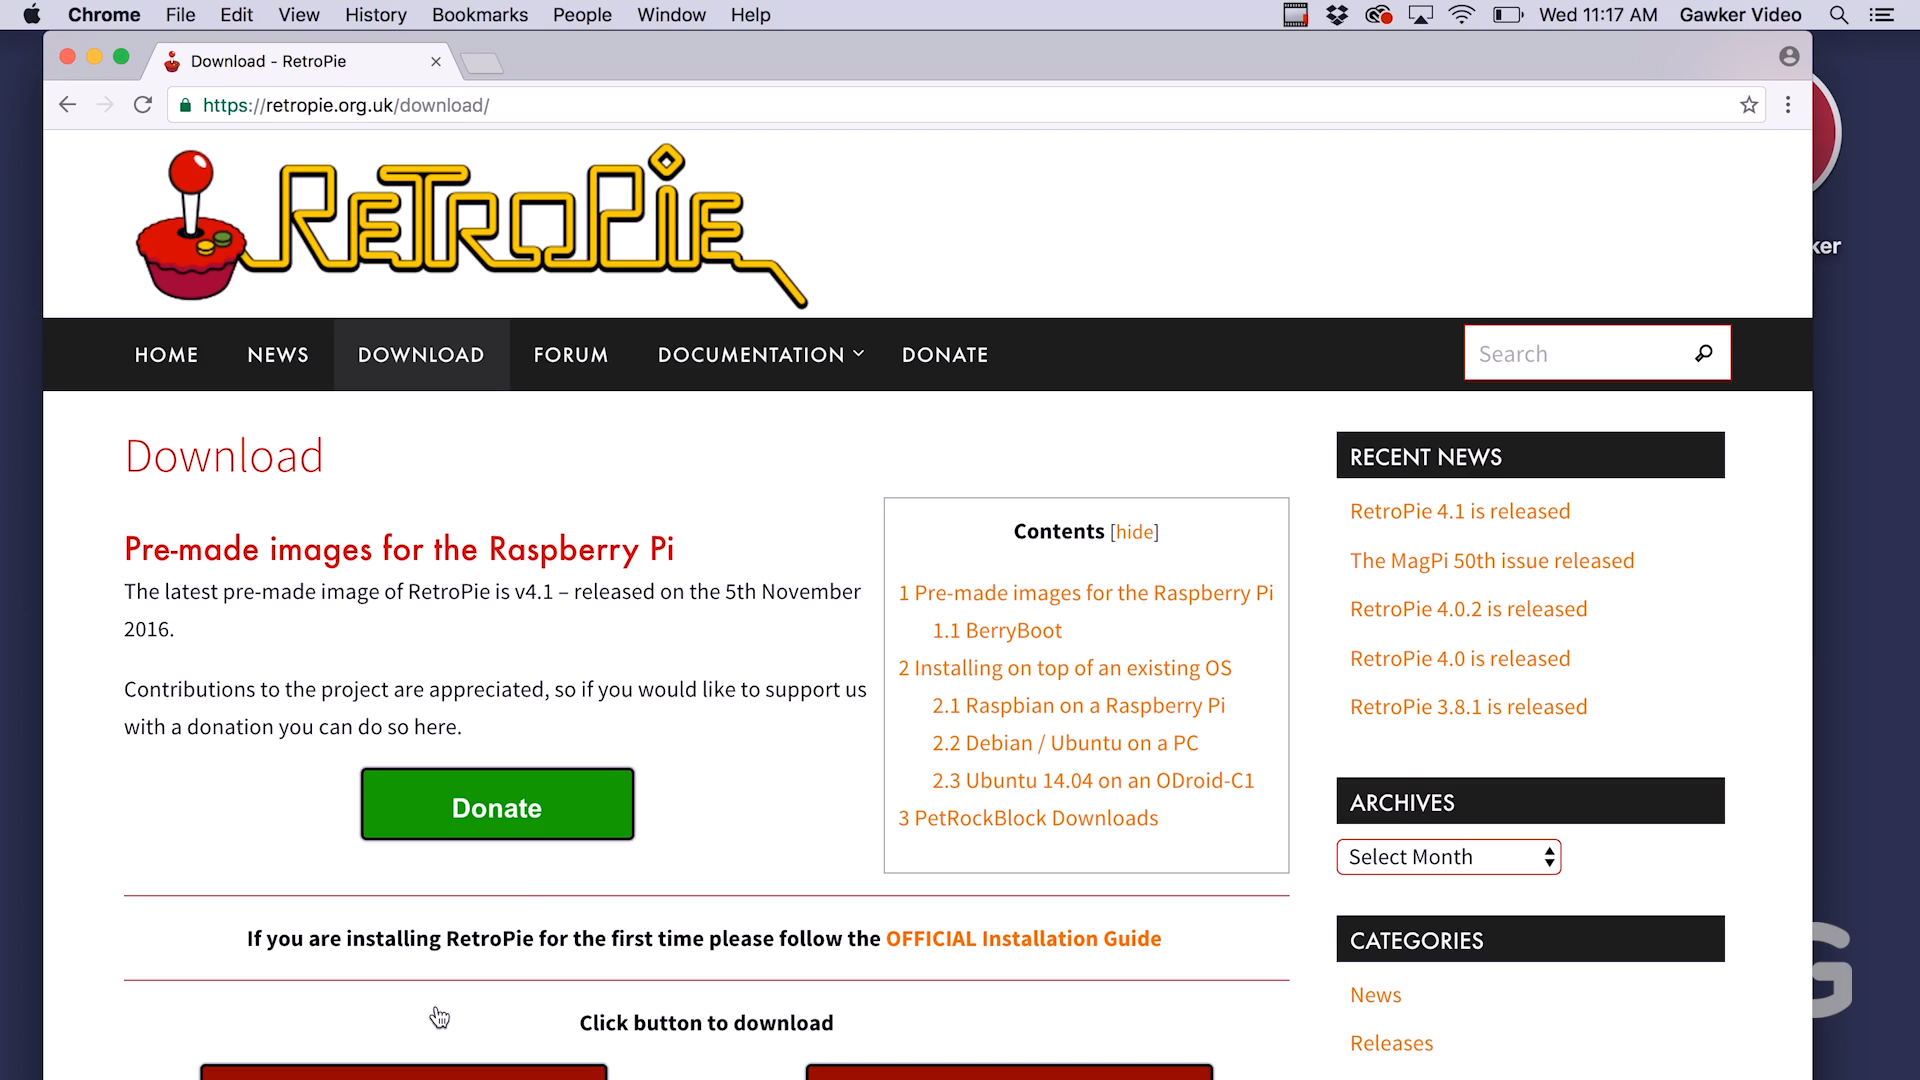 Chrome File Edit View History Bookmarks People Window Help
Wed 11:17 AM Gawker Video
Download - RetroPie
https://retropie.org.uk/download/
ker
RETROPIE
HOME NEWS DOWNLOAD FORUM DOCUMENTATION DONATE
Search
Download
Pre-made images for the Raspberry Pi
The latest pre-made image of RetroPie is v4.1 – released on the 5th November
2016.
Contributions to the project are appreciated, so if you would like to support us
with a donation you can do so here.
Donate
Contents [hide]
1 Pre-made images for the Raspberry Pi
1.1 BerryBoot
2 Installing on top of an existing OS
2.1 Raspbian on a Raspberry Pi
2.2 Debian / Ubuntu on a PC
2.3 Ubuntu 14.04 on an ODroid-C1
3 PetRockBlock Downloads
If you are installing RetroPie for the first time please follow the OFFICIAL Installation Guide
Click button to download
RECENT NEWS
RetroPie 4.1 is released
The MagPi 50th issue released
RetroPie 4.0.2 is released
RetroPie 4.0 is released
RetroPie 3.8.1 is released
ARCHIVES
Select Month
CATEGORIES
News
Releases
G